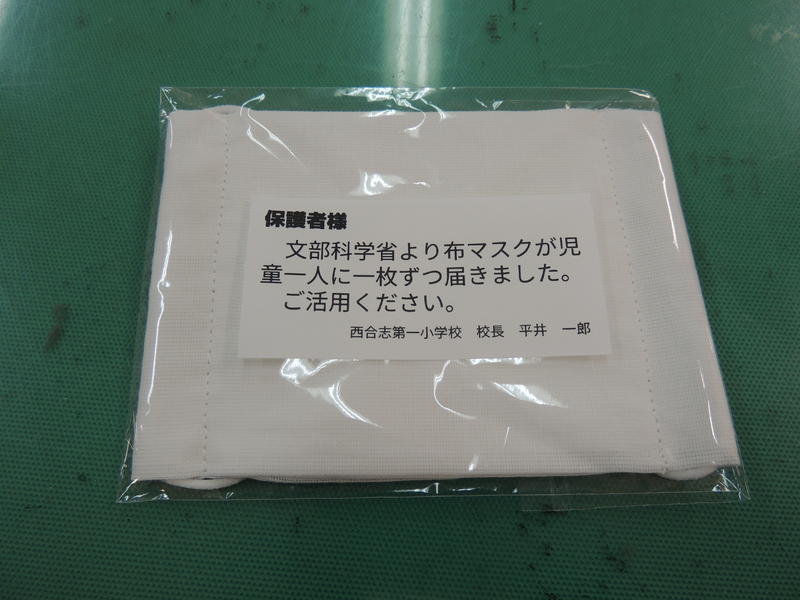 保護者様
文部科学省より布マスクが児
童一人に一枚ずつ届きました。
ご活用ください。
西合志第一小学校　校長　平井　一郎